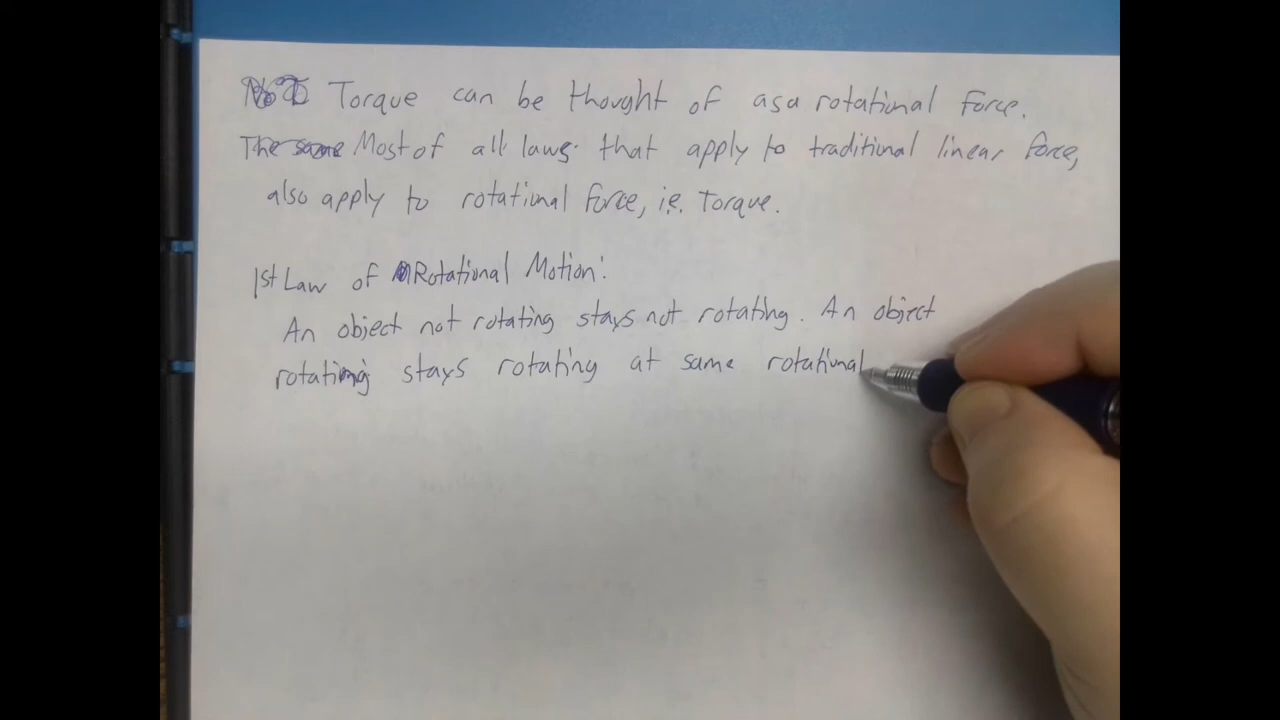 Torque can be thought of as a rotational force.
The same Most of all laws that apply to traditional linear force,
also apply to rotational force, i.e. Torque.
1st Law of Rotational Motion:
An object not rotating stays not rotating. An object
rotating stays rotating at same rotational